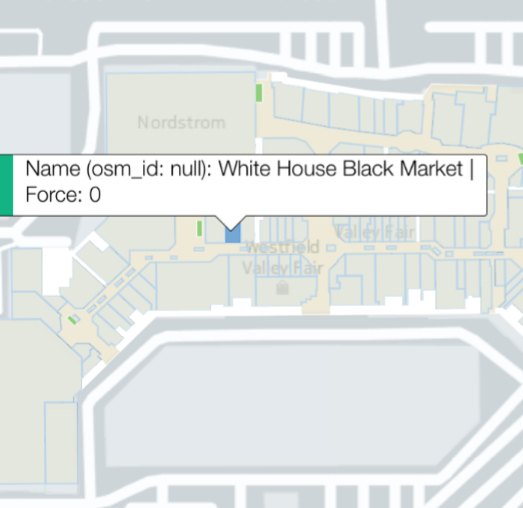 Nordstrom
Name (osm_id: null): White House Black Market |
Force: 0
Valley Fair
Westfield
Valley Fair